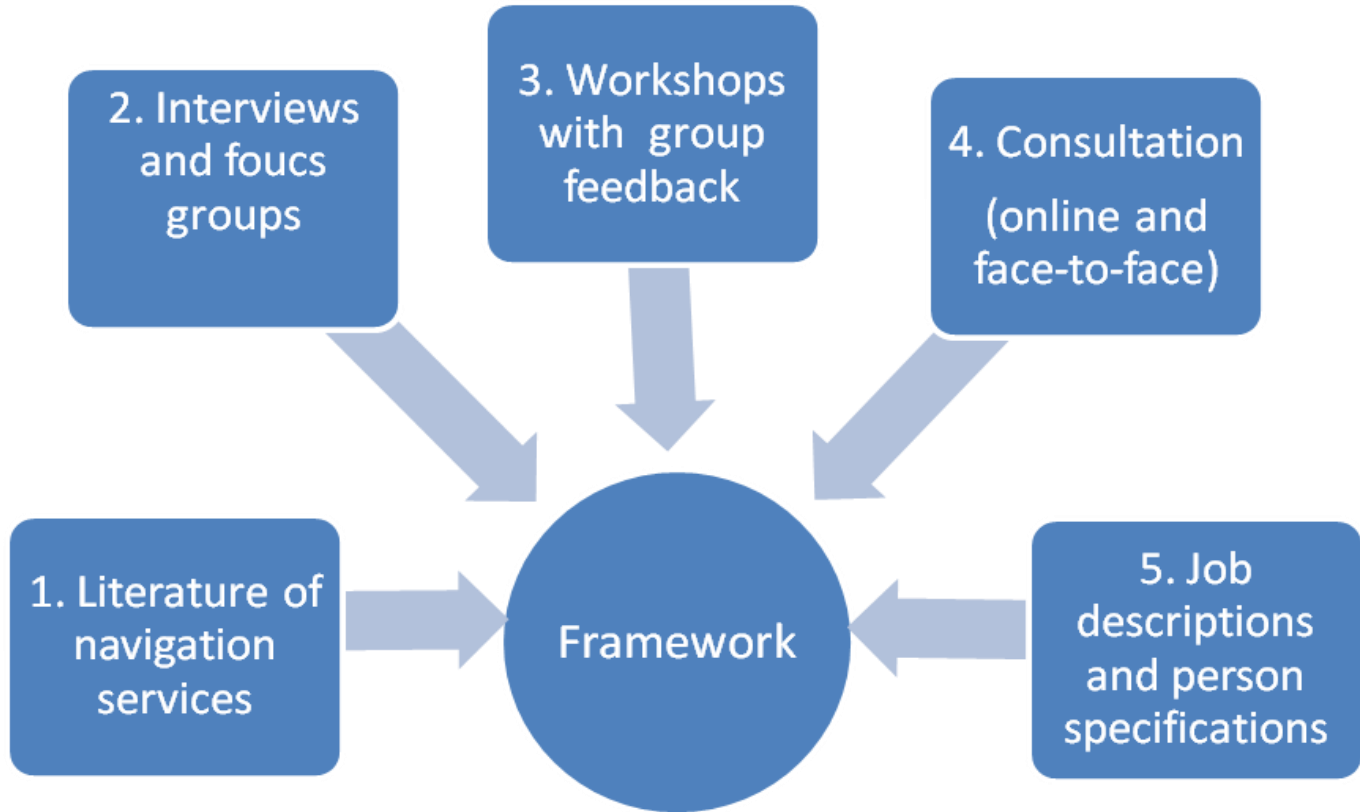 1. Literature of
navigation
services
2. Interviews
and foucs
groups
3. Workshops
with group
feedback
4. Consultation
(online and
face-to-face)
5. Job
descriptions
and person
specifications
Framework